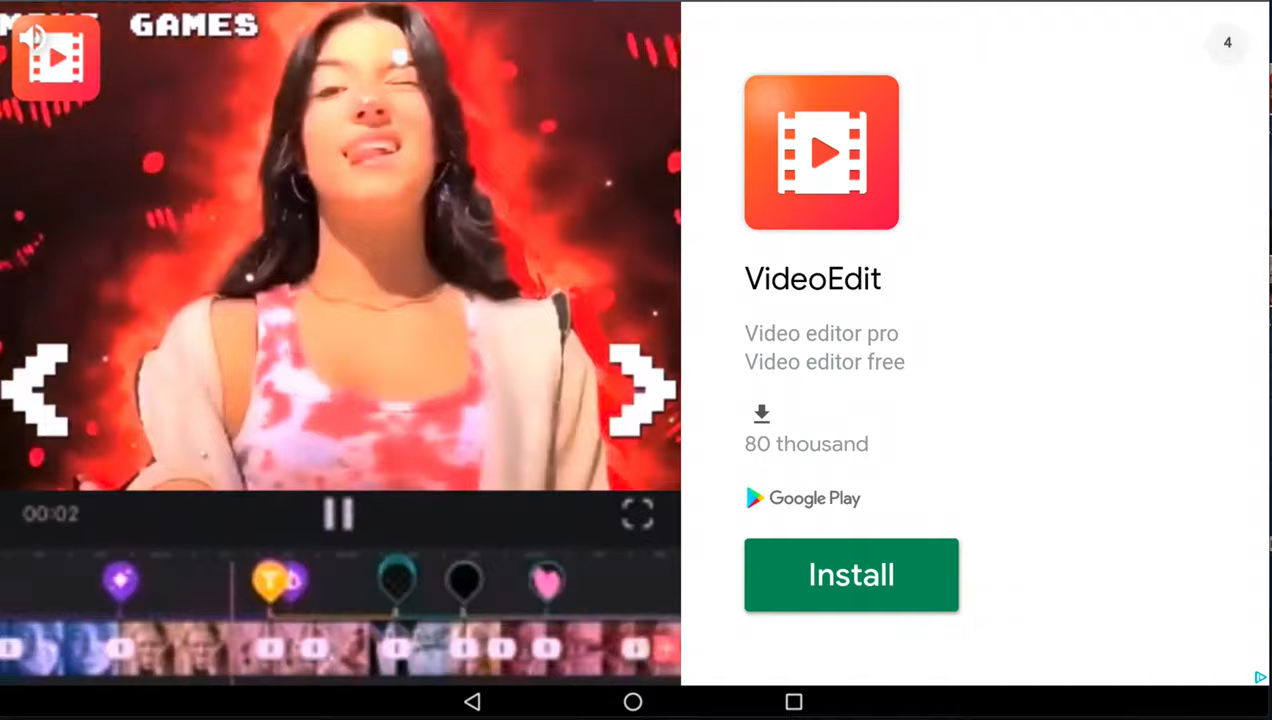 GAMES
4
VideoEdit
Video editor pro
Video editor free
80 thousand
Google Play
Install
00:02
T